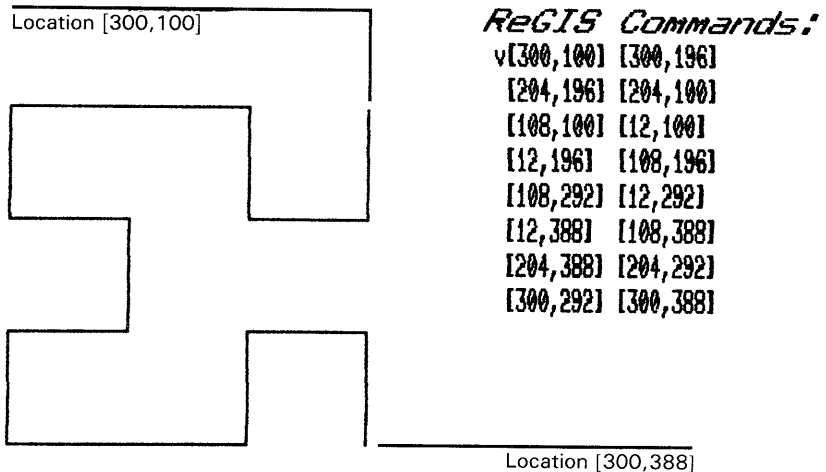 Location [300,100]
ReGIS Commands:
v[300,100] [300,196]
[204,196] [204,100]
[108,100] [12,100]
[12,196] [108,196]
[108,292] [12,292]
[12,388] [108,388]
[204,388] [204,292]
[300,292] [300,388]
Location [300,388]